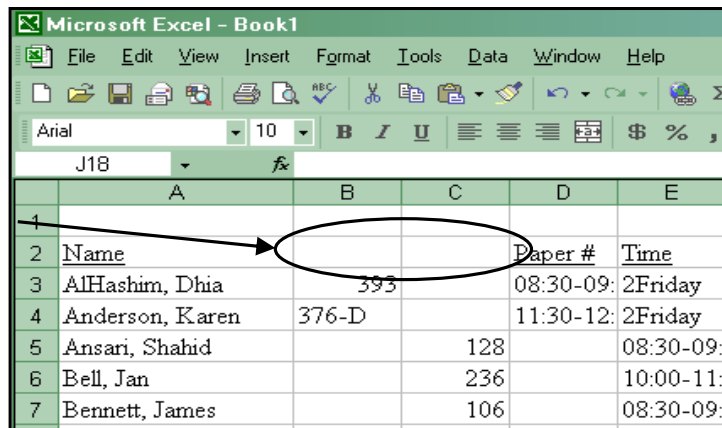 Microsoft Excel - Book1
File Edit View Insert Format Tools Data Window Help
ABC
Arial 10 B I U a $ % ,
J18 fx
A B C D E
1
2 Name Paper # Time
3 AlHashim, Dhia 393 08:30-09: 2Friday
4 Anderson, Karen 376-D 11:30-12: 2Friday
5 Ansari, Shahid 128 08:30-09:
6 Bell, Jan 236 10:00-11:
7 Bennett, James 106 08:30-09: